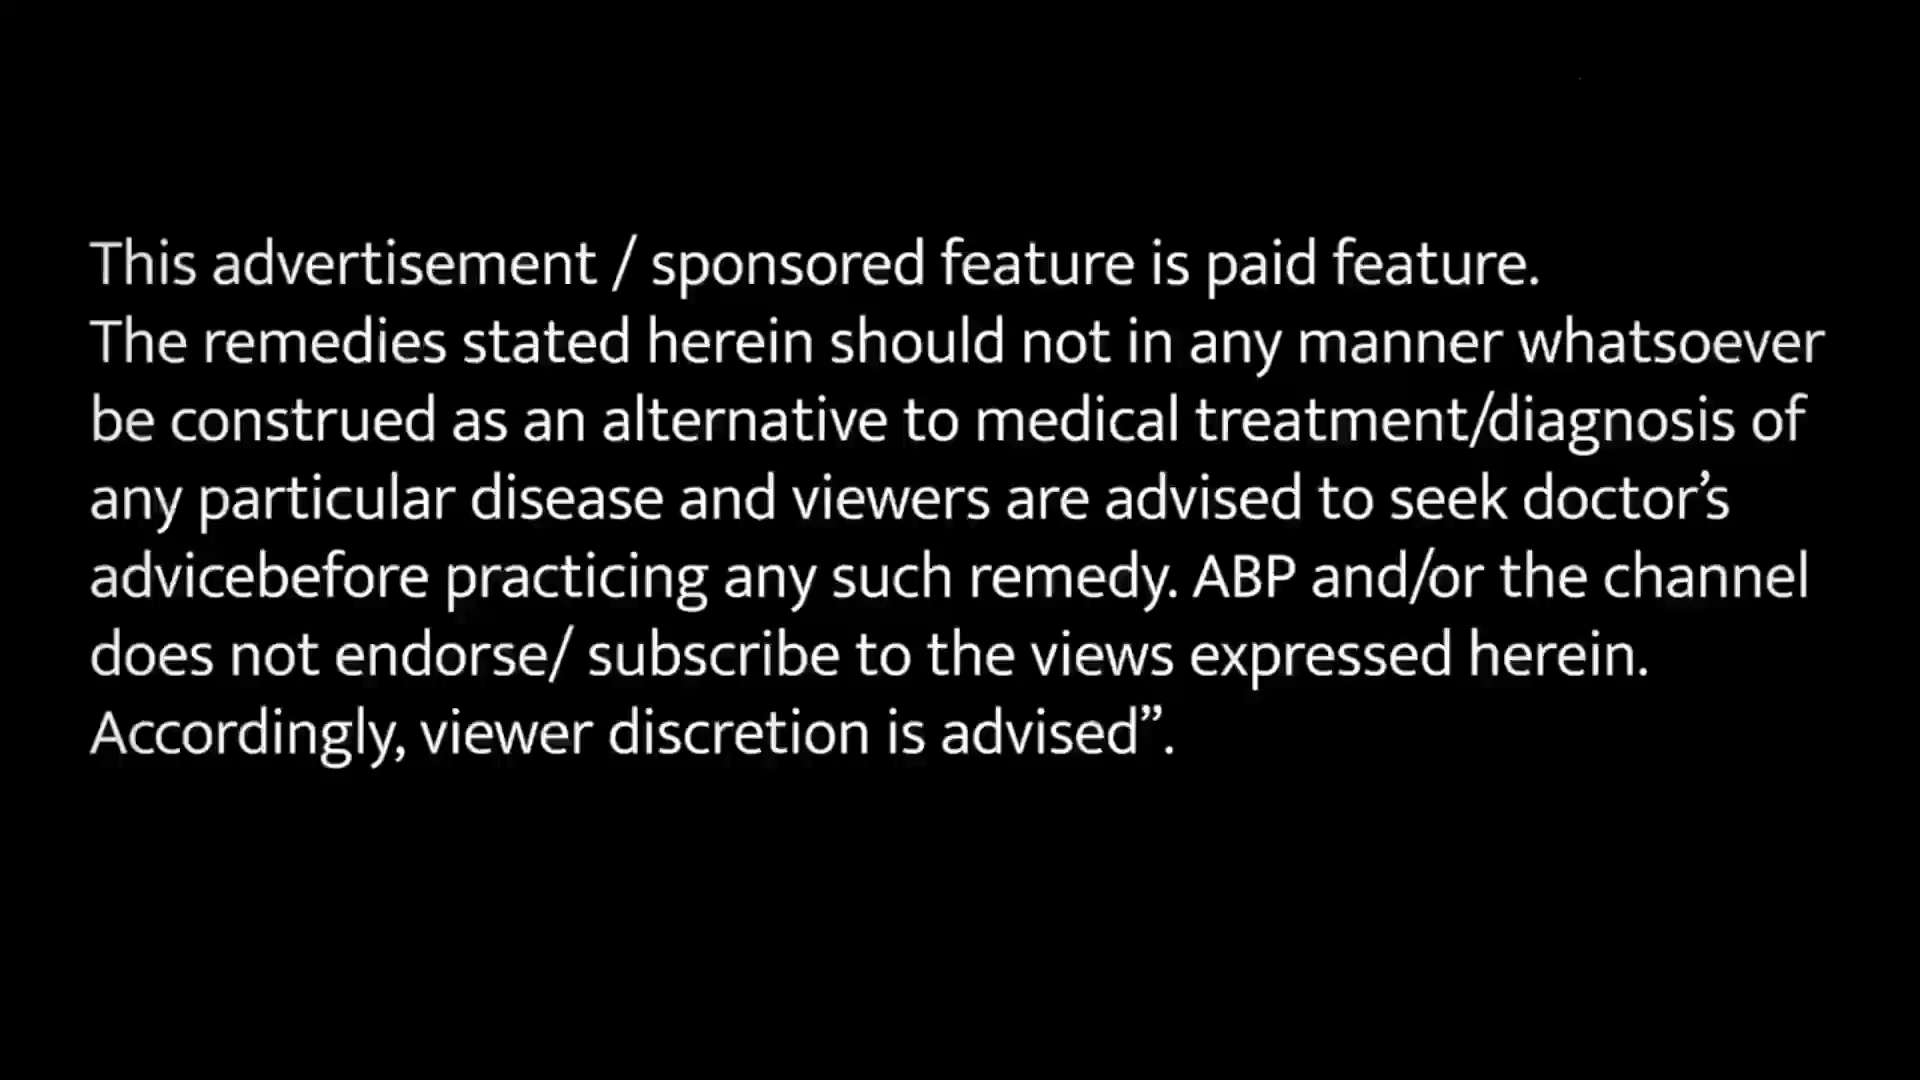 This advertisement / sponsored feature is paid feature.
The remedies stated herein should not in any manner whatsoever
be construed as an alternative to medical treatment/diagnosis of
any particular disease and viewers are advised to seek doctor’s
advicebefore practicing any such remedy. ABP and/or the channel
does not endorse/ subscribe to the views expressed herein.
Accordingly, viewer discretion is advised”.